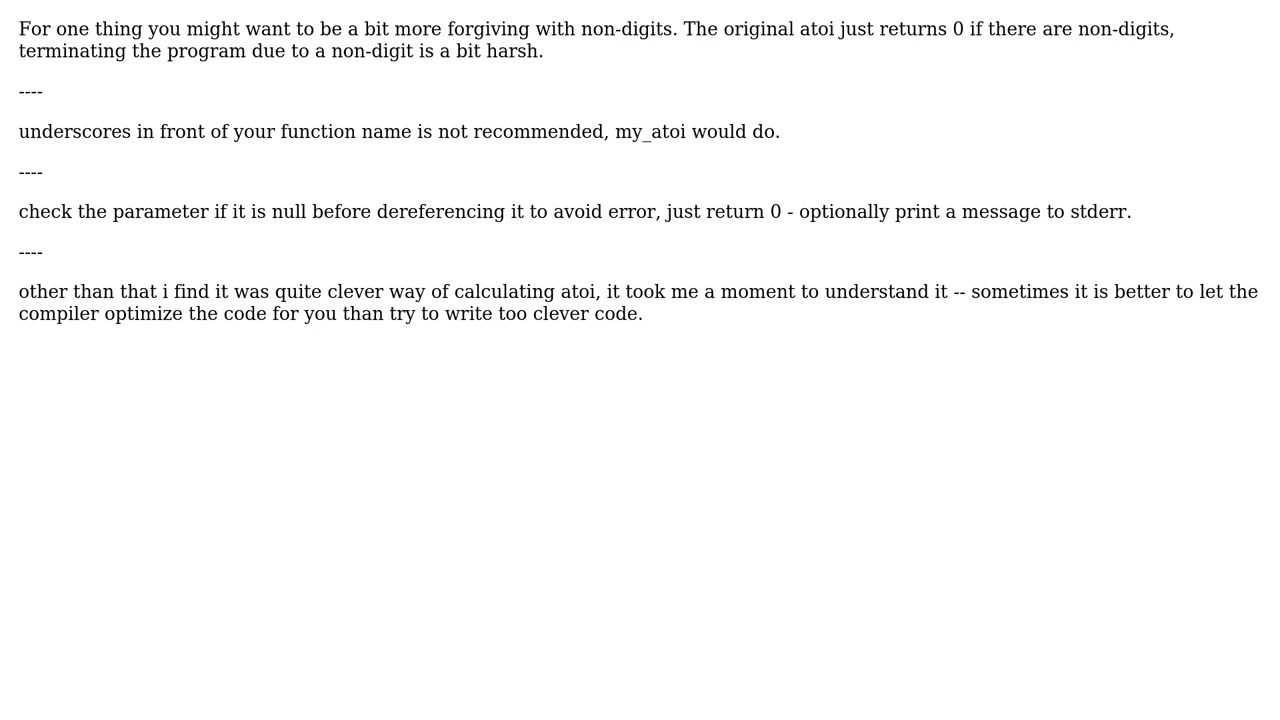 For one thing you might want to be a bit more forgiving with non-digits. The original atoi just returns 0 if there are non-digits,
terminating the program due to a non-digit is a bit harsh.
----
underscores in front of your function name is not recommended, my_atoi would do.
----
check the parameter if it is null before dereferencing it to avoid error, just return 0 - optionally print a message to stderr.
----
other than that i find it was quite clever way of calculating atoi, it took me a moment to understand it -- sometimes it is better to let the
compiler optimize the code for you than try to write too clever code.